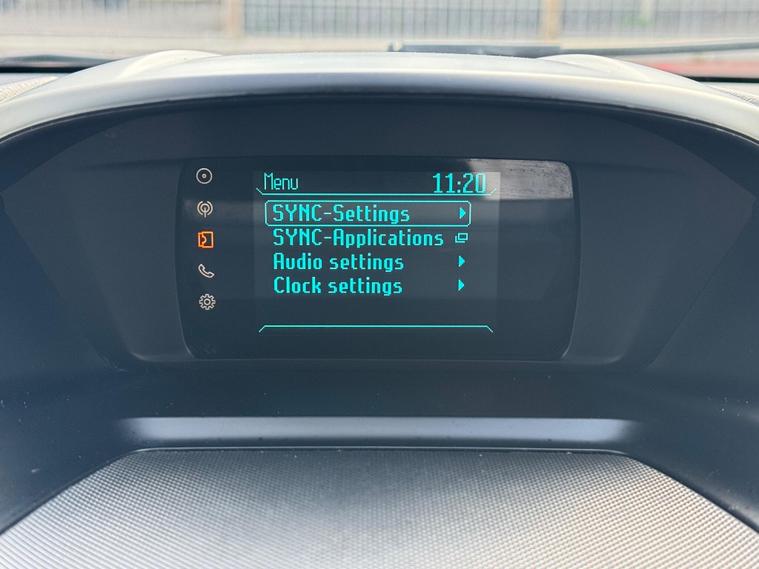 Menu 11:20
SYNC-Settings
SYNC-Applications
Audio settings
Clock settings